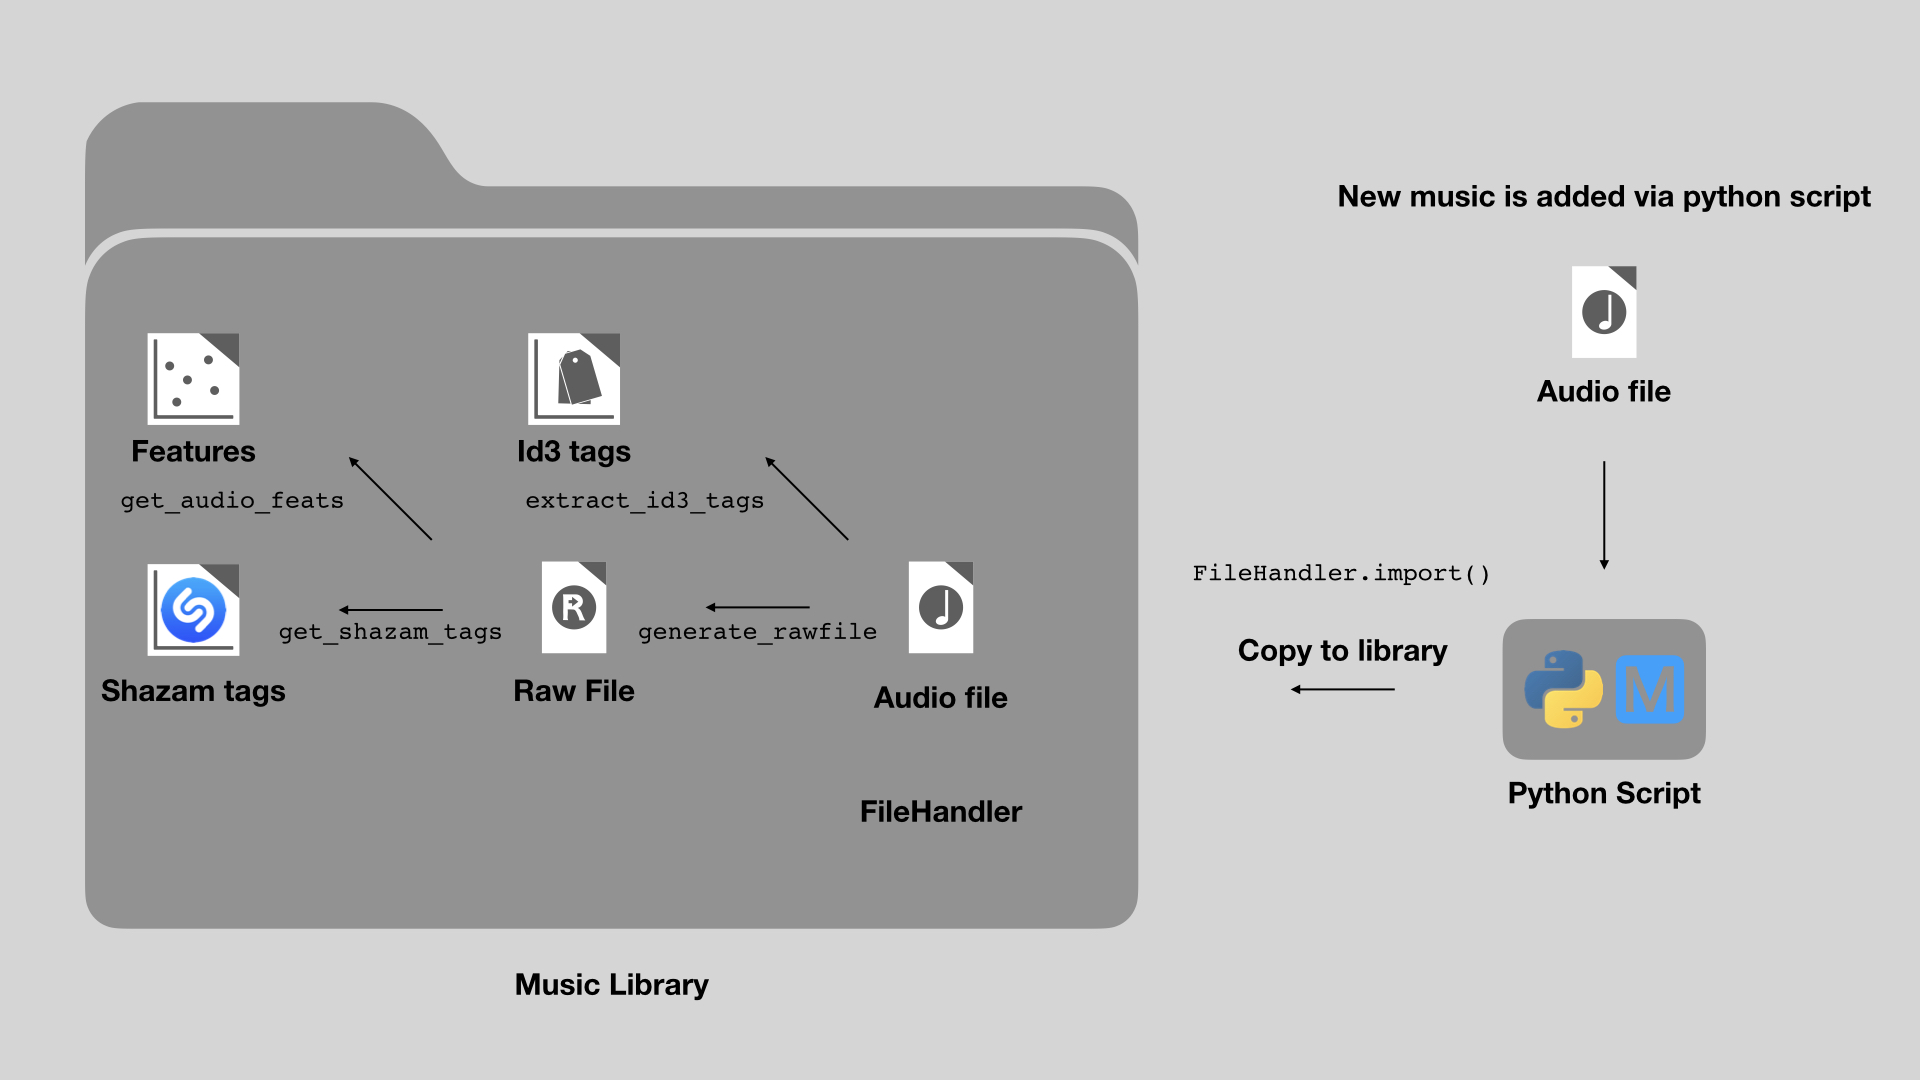 New music is added via python script
Audio file
Features
Id3 tags
get_audio_feats
extract_id3_tags
FileHandler.import()
get_shazam_tags
generate_rawfile
Copy to library
R
M
Shazam tags
Raw File
Audio file
Python Script
FileHandler
Music Library